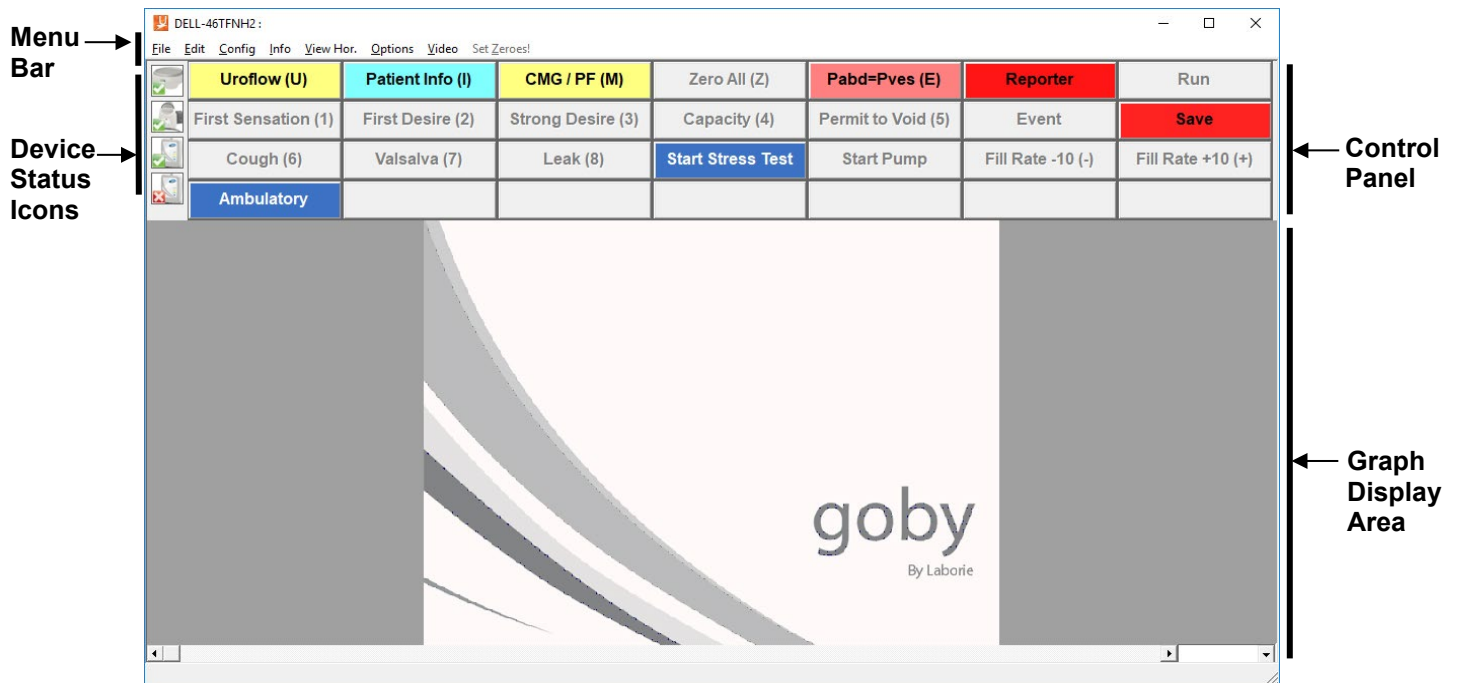 DELL-46TFNH2 :
Menu Bar
File Edit Config Info View Hor. Options Video Set Zeroes!
Uroflow (U) Patient Info (I) CMG / PF (M) Zero All (Z) Pabd=Pves (E) Reporter Run
First Sensation (1) First Desire (2) Strong Desire (3) Capacity (4) Permit to Void (5) Event Save
Cough (6) Valsalva (7) Leak (8) Start Stress Test Start Pump Fill Rate -10 (-) Fill Rate +10 (+)
Ambulatory
Device
Status
Icons
Control
Panel
goby
By Laborie
Graph
Display
Area